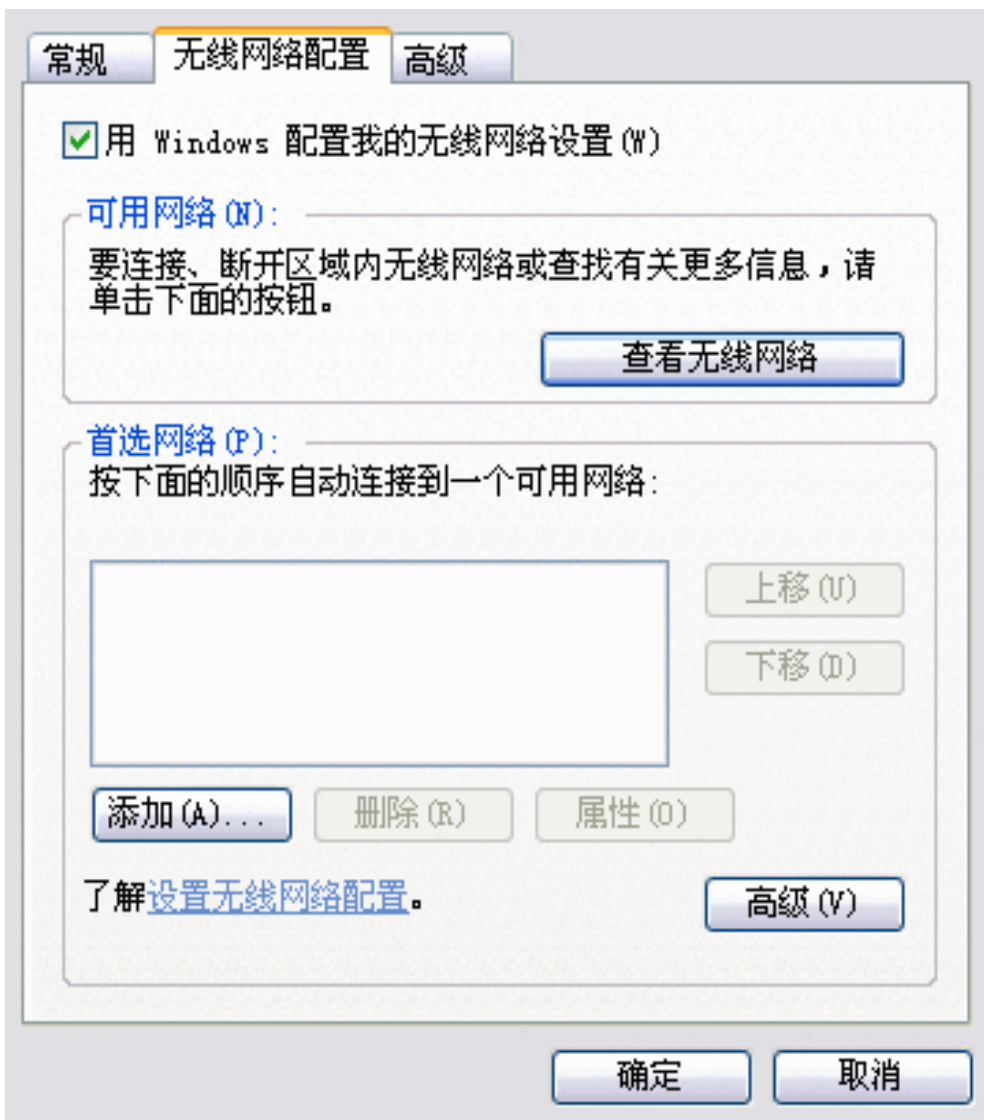 常规
无线网络配置
高级
用 Windows 配置我的无线网络设置(W)
可用网络(N):
要连接、断开区域内无线网络或查找有关更多信息，请
单击下面的按钮。
查看无线网络
首选网络(P):
按下面的顺序自动连接到一个可用网络:
上移(U)
下移(D)
添加(A)...
册除(R)
属性(O)
了解设置无线网络配置。
高级(V)
确定
取消